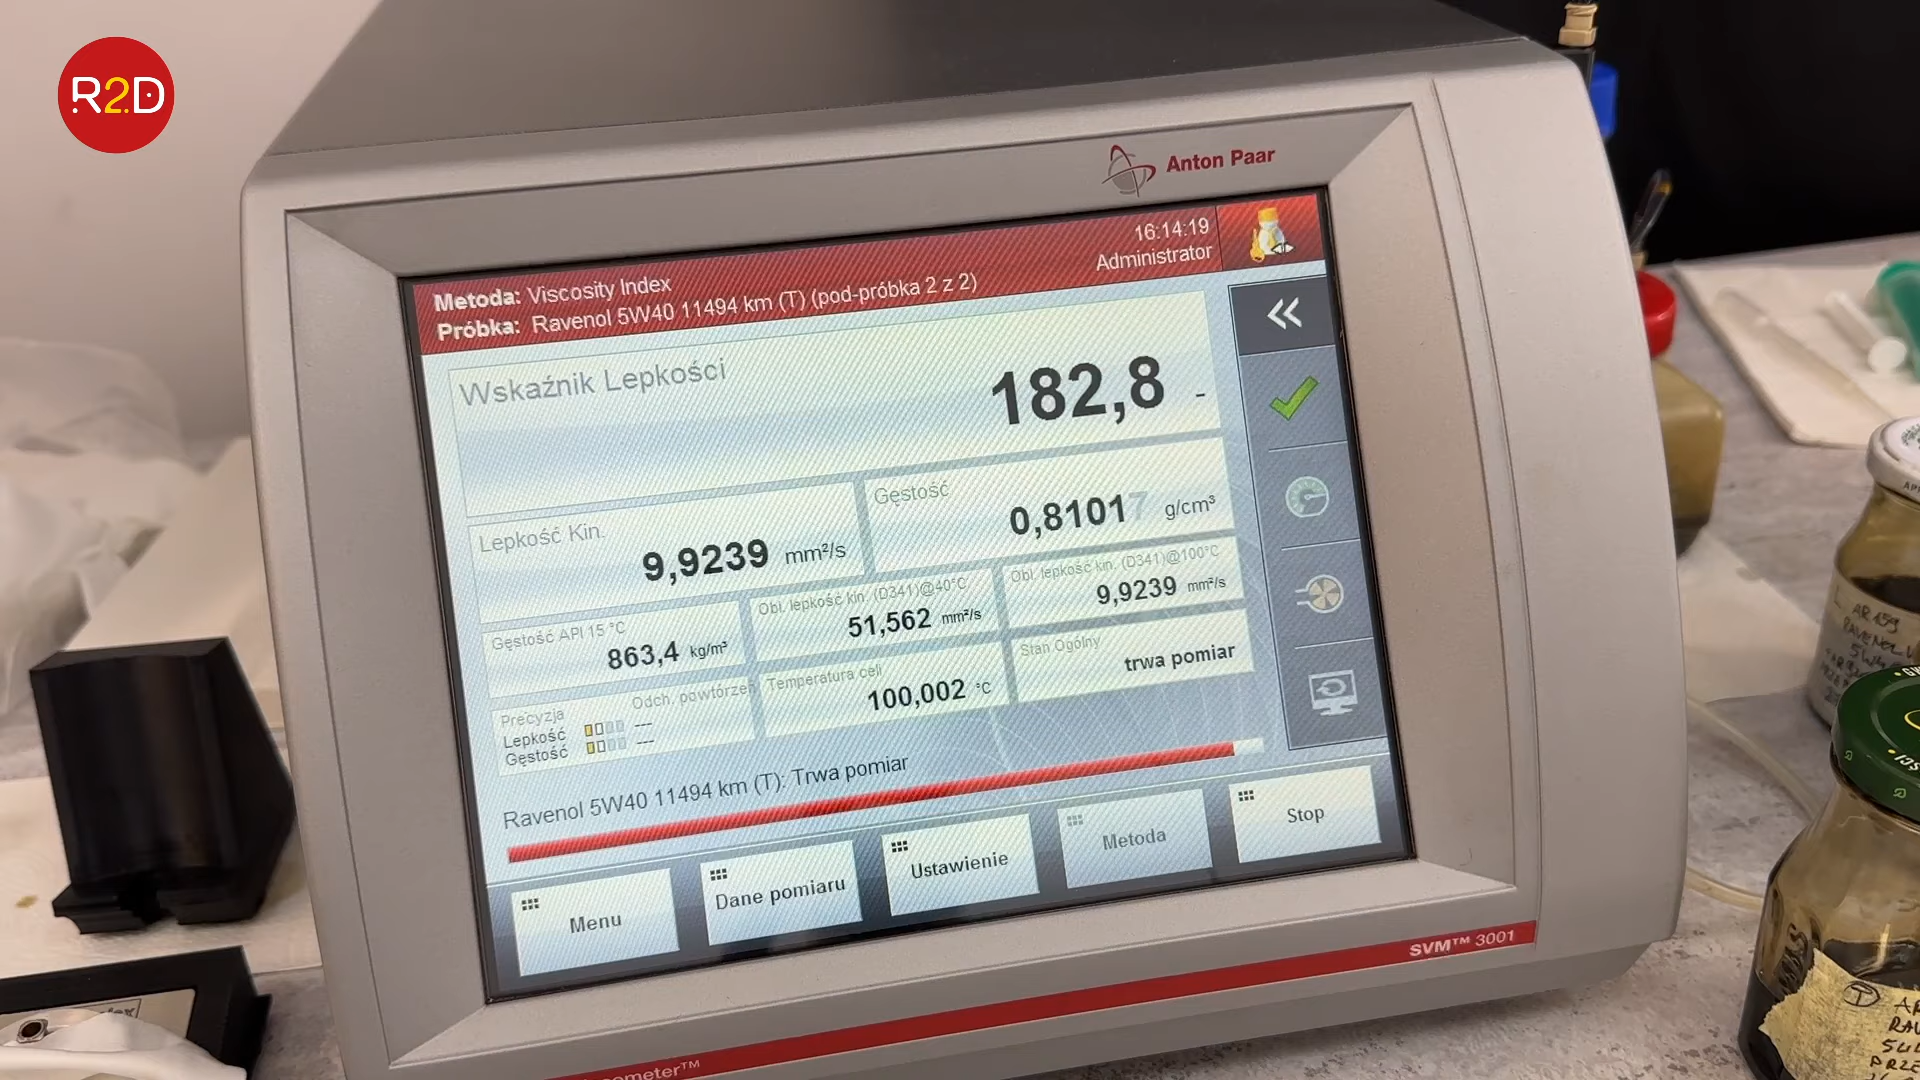 R2D
Anton Paar
16:14:19
Administrator
Metoda: Viscosity Index
Próbka: Ravenol 5W40 11494 km (T) (pod-próbka 2 z 2)
Wskaźnik Lepkości
182,8 -
Lepkość Kin.
9,9239 mm²/s
Gęstość
0,81017 g/cm³
Gęstość API 15 °C
863,4 kg/m³
Obl. lepkość kin. (D341)@40°C
51,562 mm²/s
Obl. lepkość kin. (D341)@100°C
9,9239 mm²/s
Precyzja
Odch. powtórzeń
Lepkość ---
Gęstość ---
Temperatura celi
100,002 °C
Stan Ogólny
trwa pomiar
Ravenol 5W40 11494 km (T): Trwa pomiar
Menu
Dane pomiaru
Ustawienie
Metoda
Stop
SVM™ 3001